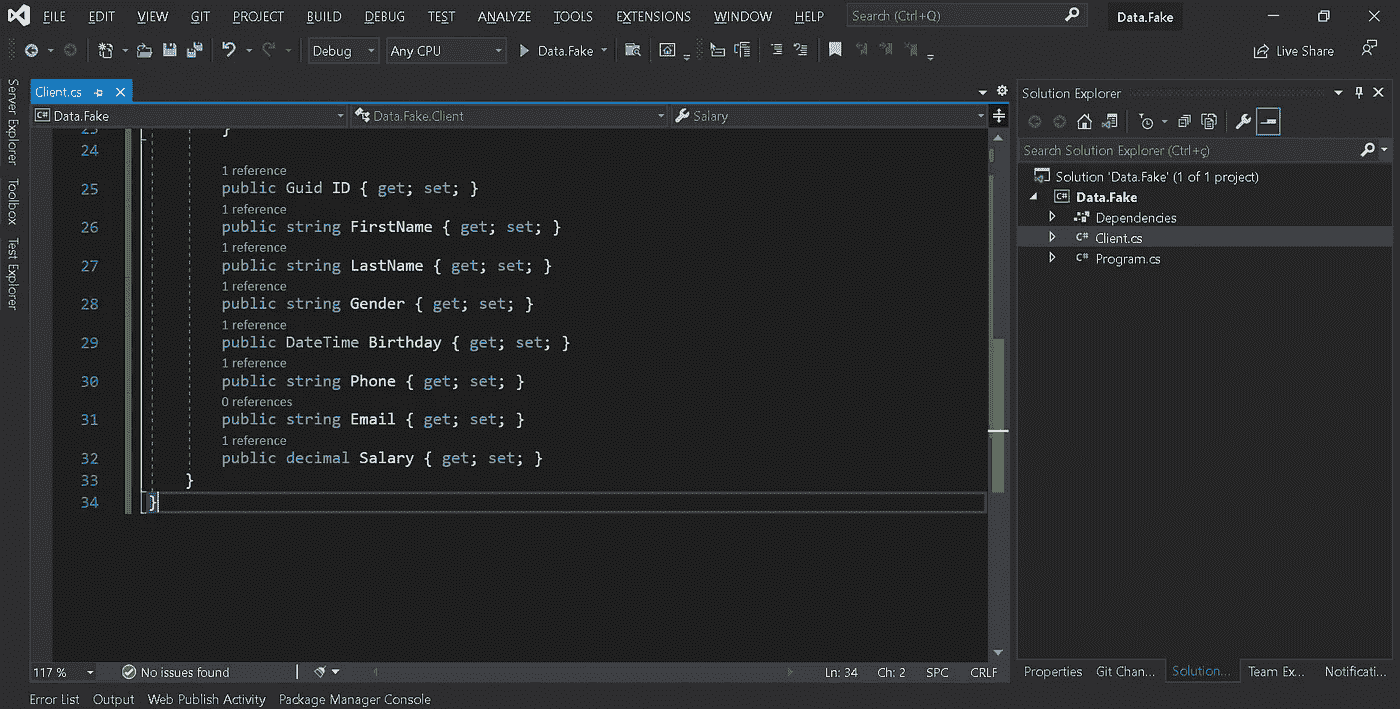 FILE EDIT VIEW GIT PROJECT BUILD DEBUG TEST ANALYZE TOOLS EXTENSIONS WINDOW HELP Search (Ctrl+Q) Data.Fake
Debug Any CPU Data.Fake Live Share
Server Explorer
Toolbox
Test Explorer
Client.cs
C# Data.Fake Data.Fake.Client Salary
23 }
24
1 reference
25 public Guid ID { get; set; }
1 reference
26 public string FirstName { get; set; }
1 reference
27 public string LastName { get; set; }
1 reference
28 public string Gender { get; set; }
1 reference
29 public DateTime Birthday { get; set; }
1 reference
30 public string Phone { get; set; }
0 references
31 public string Email { get; set; }
1 reference
32 public decimal Salary { get; set; }
33 }
34 }
117 % No issues found Ln: 34 Ch: 2 SPC CRLF
Error List Output Web Publish Activity Package Manager Console
Solution Explorer
Search Solution Explorer (Ctrl+ç)
Solution 'Data.Fake' (1 of 1 project)
C# Data.Fake
Dependencies
C# Client.cs
C# Program.cs
Properties Git Chan... Solution... Team Ex... Notificati...